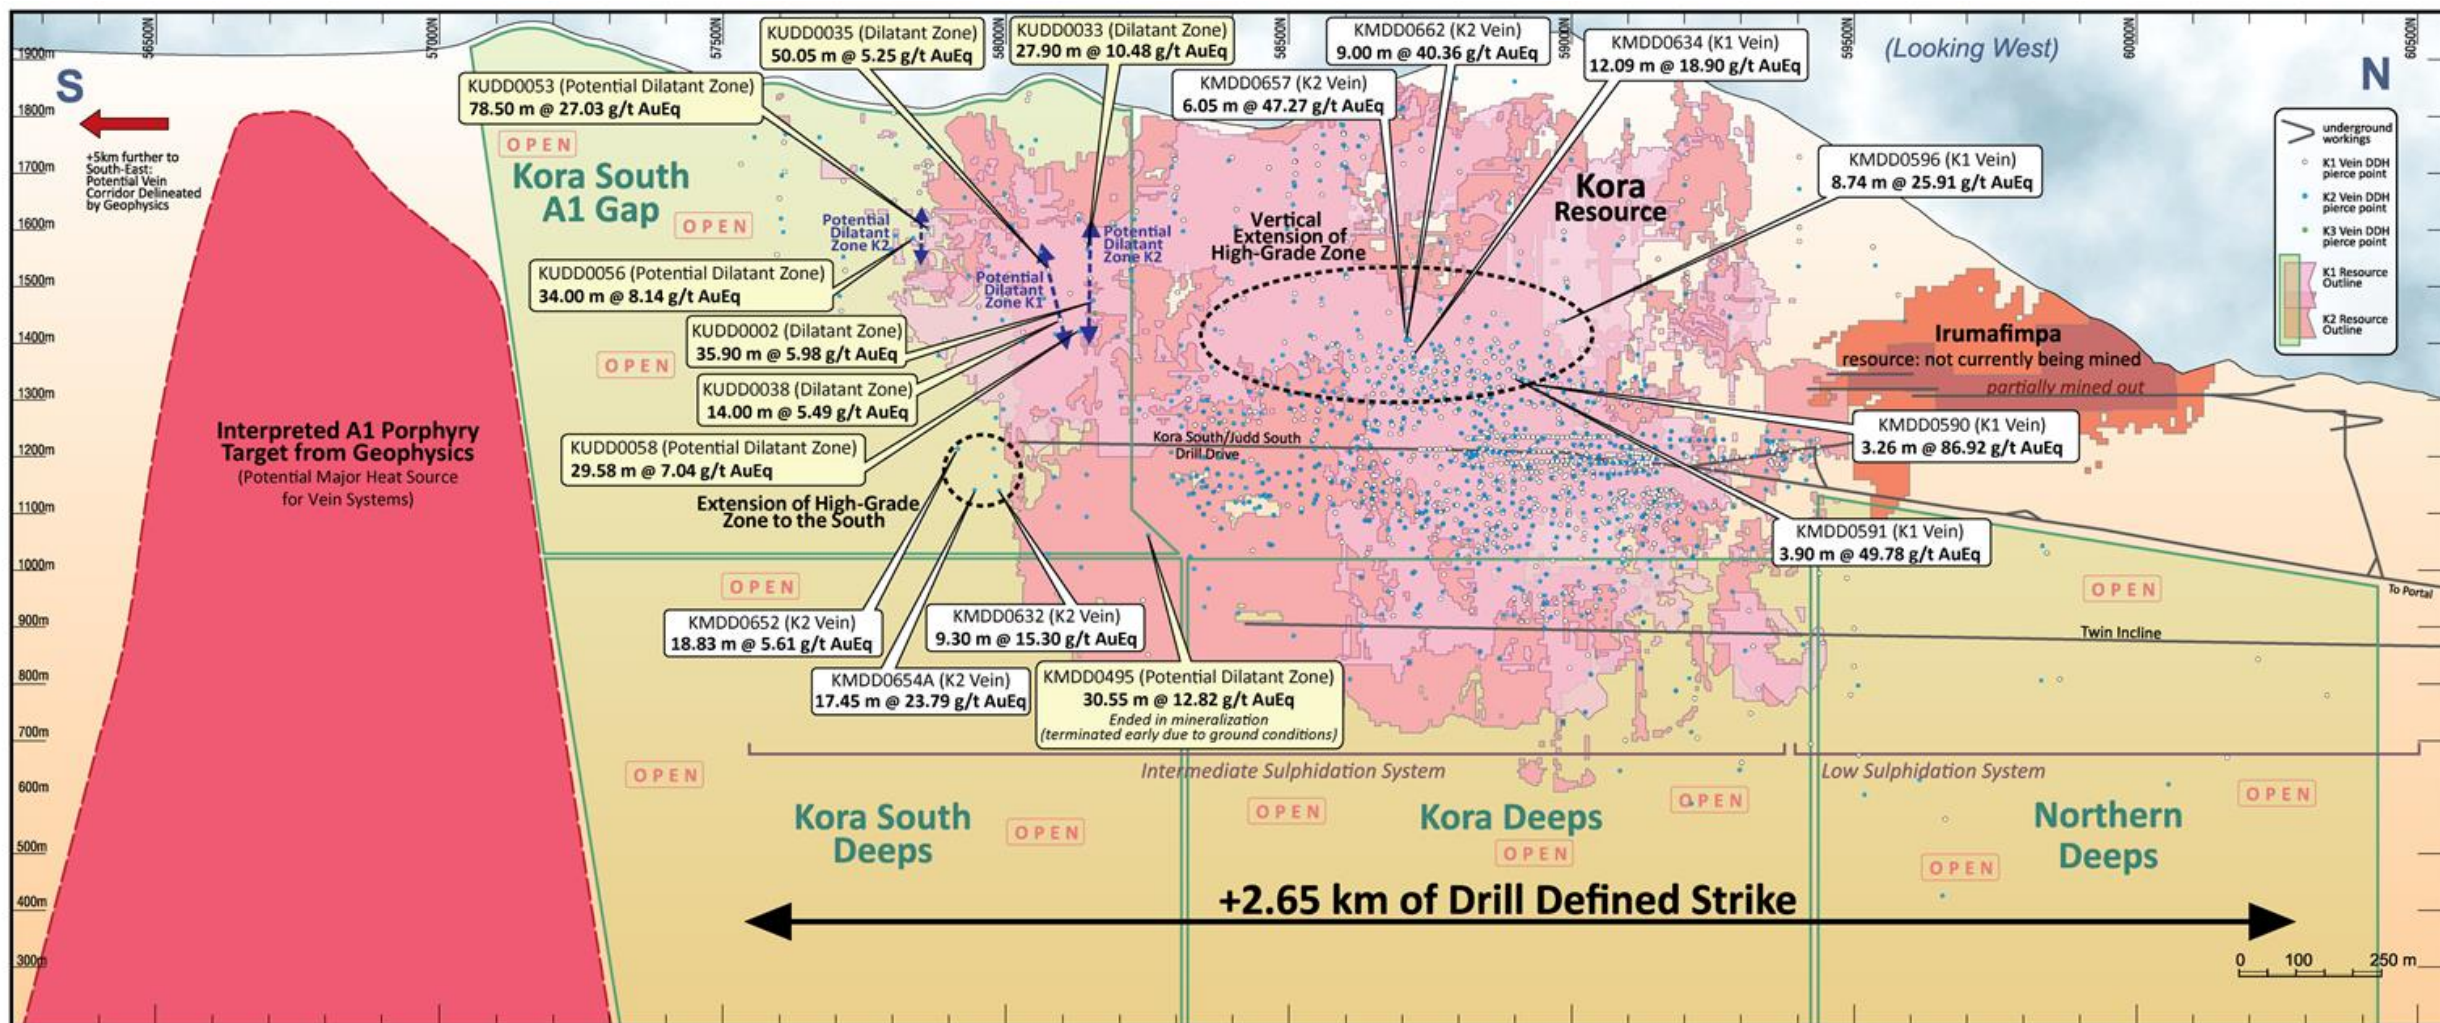 56500N
57000N
57500N
58000N
58500N
59000N
59500N
60000N
60500N
1900m
1800m
1700m
1600m
1500m
1400m
1300m
1200m
1100m
1000m
900m
800m
700m
600m
500m
400m
300m
S
N
(Looking West)
+5km further to
South-East:
Potential Vein
Corridor Delineated
by Geophysics
Interpreted A1 Porphyry
Target from Geophysics
(Potential Major Heat Source
for Vein Systems)
KUDD0053 (Potential Dilatant Zone)
78.50 m @ 27.03 g/t AuEq
KUDD0035 (Dilatant Zone)
50.05 m @ 5.25 g/t AuEq
KUDD0033 (Dilatant Zone)
27.90 m @ 10.48 g/t AuEq
KMDD0657 (K2 Vein)
6.05 m @ 47.27 g/t AuEq
KMDD0662 (K2 Vein)
9.00 m @ 40.36 g/t AuEq
KMDD0634 (K1 Vein)
12.09 m @ 18.90 g/t AuEq
KMDD0596 (K1 Vein)
8.74 m @ 25.91 g/t AuEq
underground
workings
K1 Vein DDH
pierce point
K2 Vein DDH
pierce point
K3 Vein DDH
pierce point
K1 Resource
Outline
K2 Resource
Outline
OPEN
Kora South
A1 Gap
OPEN
Potential
Dilatant
Zone K2
Potential
Dilatant
Zone K1
Potential
Dilatant
Zone K2
Vertical
Extension of
High-Grade Zone
Kora
Resource
KUDD0056 (Potential Dilatant Zone)
34.00 m @ 8.14 g/t AuEq
KUDD0002 (Dilatant Zone)
35.90 m @ 5.98 g/t AuEq
OPEN
KUDD0038 (Dilatant Zone)
14.00 m @ 5.49 g/t AuEq
KUDD0058 (Potential Dilatant Zone)
29.58 m @ 7.04 g/t AuEq
Irumafimpa
resource: not currently being mined
partially mined out
KMDD0590 (K1 Vein)
3.26 m @ 86.92 g/t AuEq
Kora South/Judd South
Drill Drive
Extension of High-Grade
Zone to the South
KMDD0591 (K1 Vein)
3.90 m @ 49.78 g/t AuEq
OPEN
OPEN
To Portal
KMDD0652 (K2 Vein)
18.83 m @ 5.61 g/t AuEq
KMDD0632 (K2 Vein)
9.30 m @ 15.30 g/t AuEq
Twin Incline
KMDD0654A (K2 Vein)
17.45 m @ 23.79 g/t AuEq
KMDD0495 (Potential Dilatant Zone)
30.55 m @ 12.82 g/t AuEq
Ended in mineralization
(terminated early due to ground conditions)
OPEN
Intermediate Sulphidation System
Low Sulphidation System
Kora South
Deeps
OPEN
OPEN
Kora Deeps
OPEN
OPEN
OPEN
Northern
Deeps
OPEN
+2.65 km of Drill Defined Strike
0 100 250 m